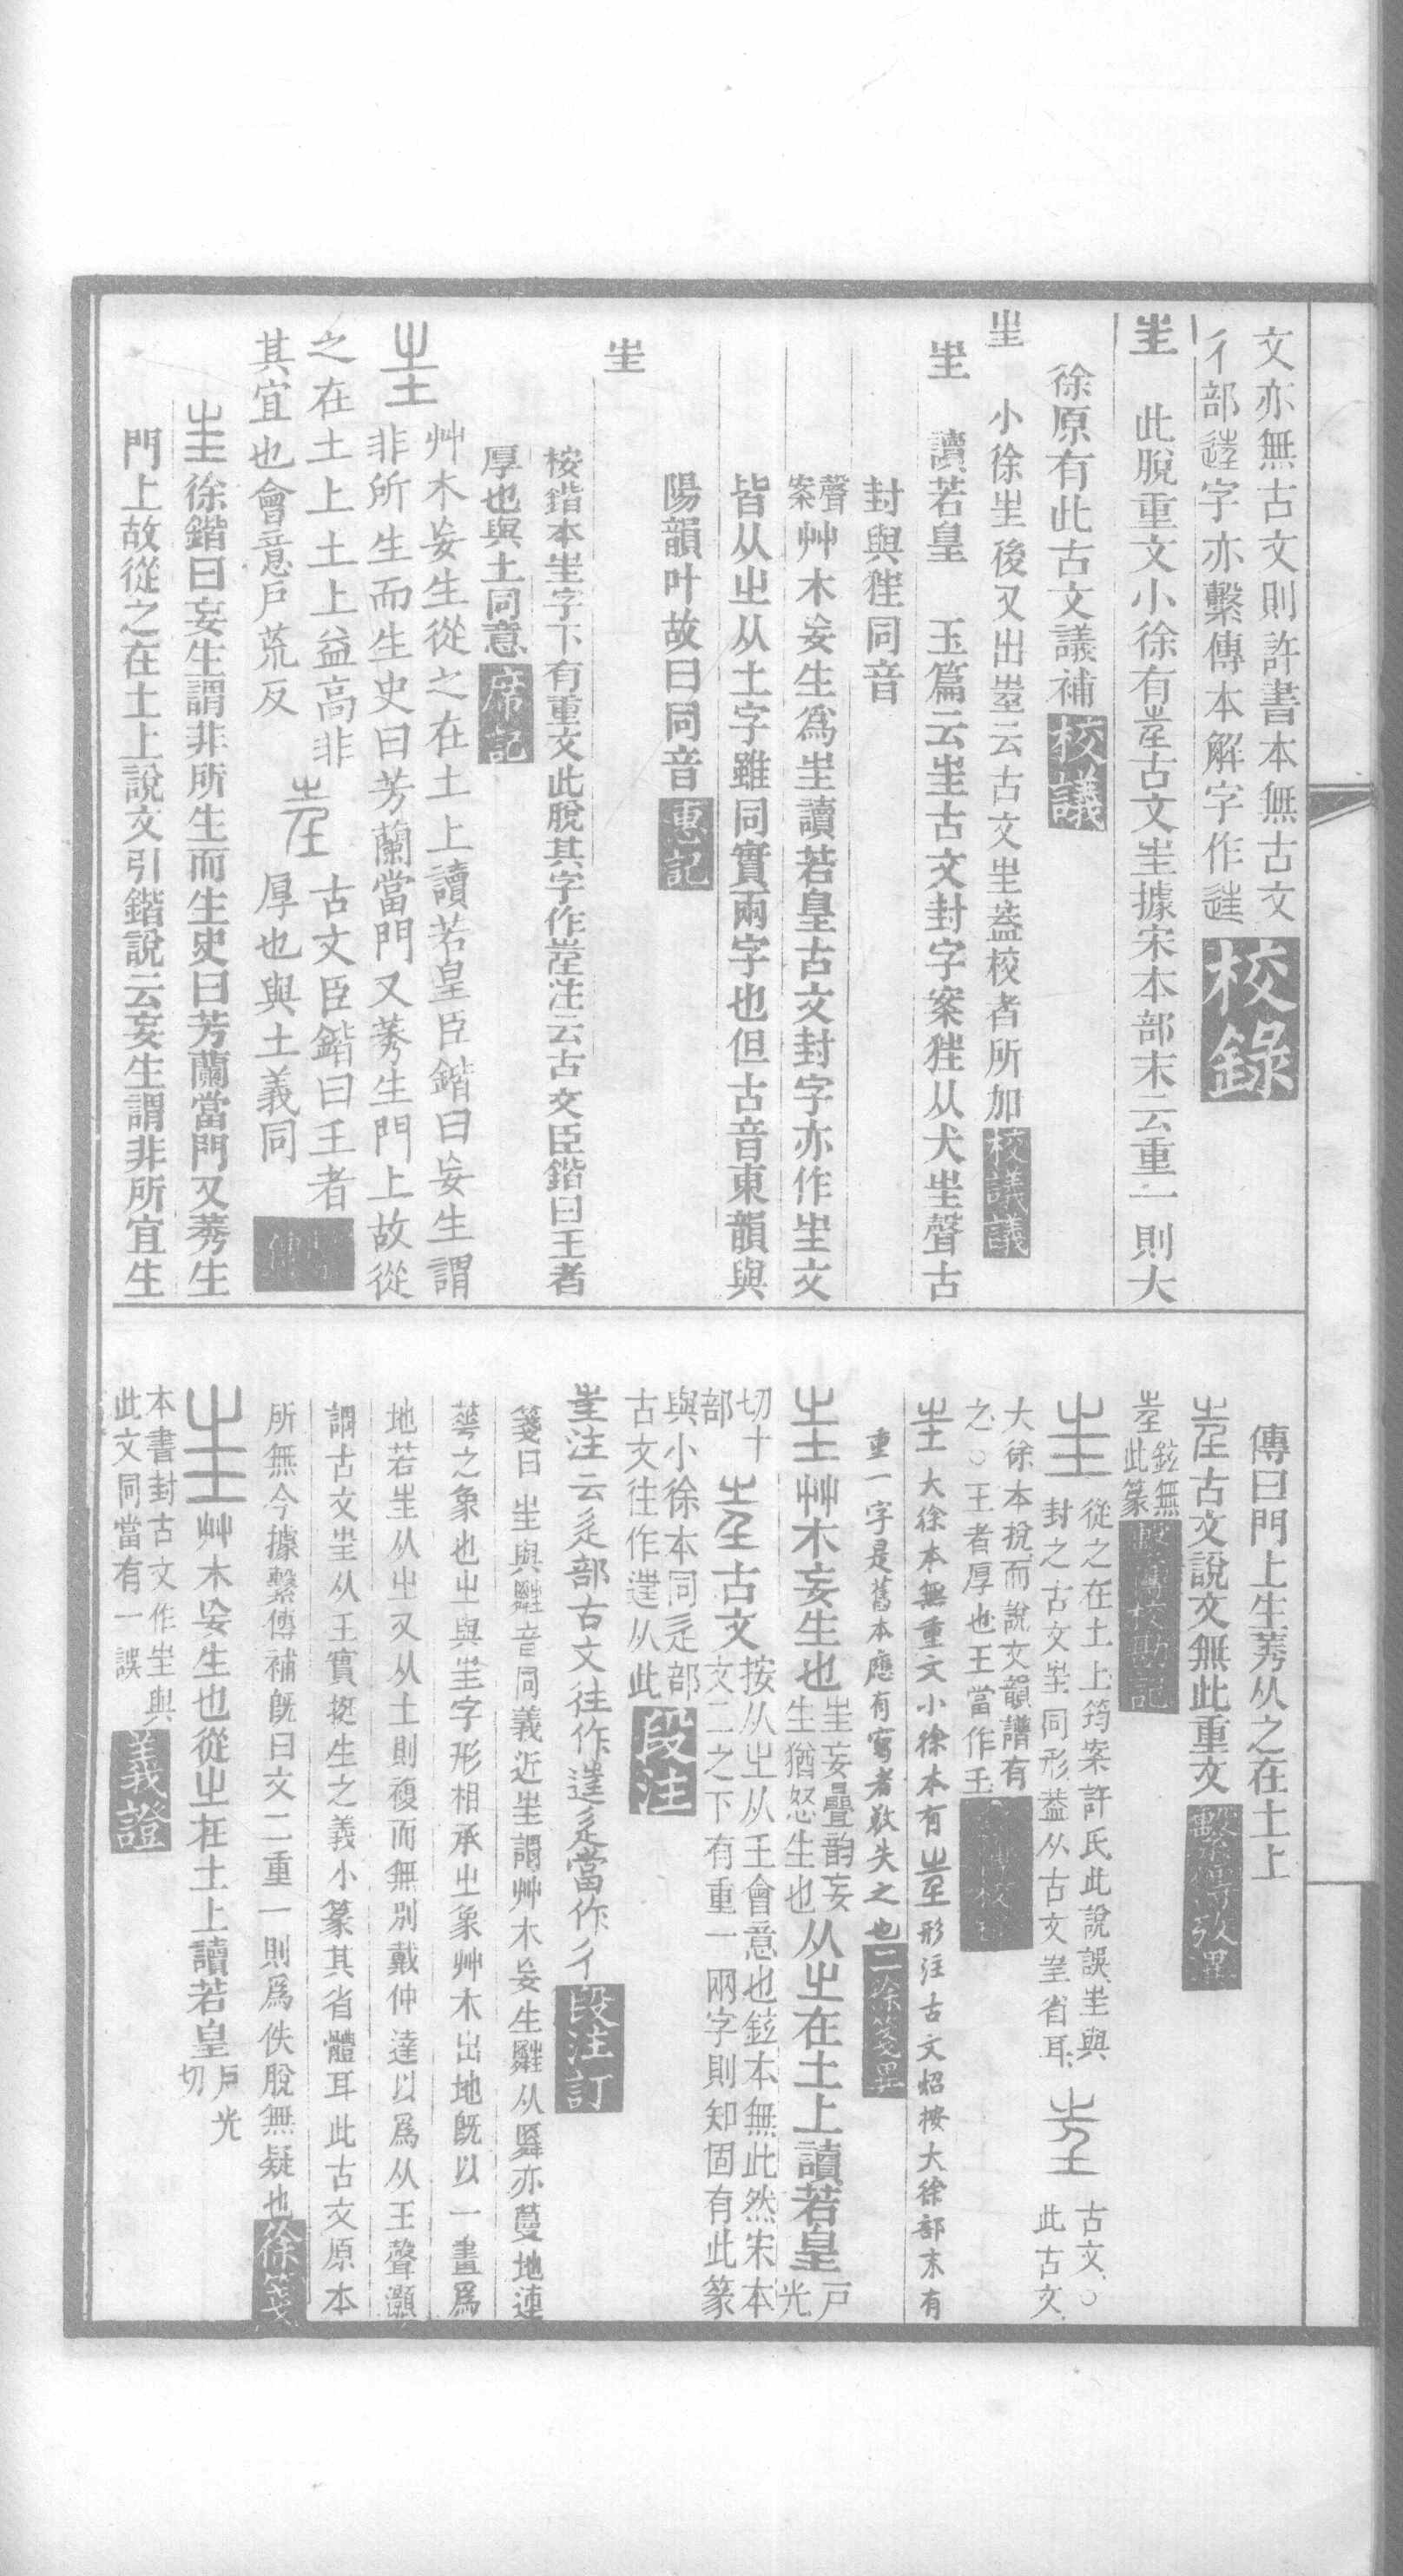 文亦無古文則許書本無古文
彳部𨓹字亦繫傳本解字作𨓹校錄
㞷　此脫重文小徐有𡴞古文㞷據宋本部末云重一則大
徐原有此古文議補校議
㞷　小徐㞷後又出𡴞云古文㞷蓋校者所加校議議
㞷　讀若皇　玉篇云㞷古文封字案狴从犬㞷聲古
封與狴同音
聲
案艸木妄生爲㞷讀若皇古文封字亦作㞷文
皆从㞢从土字雖同實兩字也但古音東韻與
陽韻叶故曰同音惠記
㞷
桉鍇本㞷字下有重文此脫其字作𡴞注云古文臣鍇曰王者
厚也與土同意席記
㞷艸木妄生從之在土上讀若皇臣鍇曰妄生謂
非所生而生史曰芳蘭當門又莠生門上故從
之在土上土上益高非
其宜也會意戶荒反
𡴞古文臣鍇曰王者
厚也與土義同
㞷徐鍇曰妄生謂非所生而生史曰芳蘭當門又莠生
門上故從之在土上說文引鍇說云妄生謂非所宜生
傳曰門上生莠从之在土上
𡴞古文說文無此重文繫傳攷異
𡴞鉉無
此篆繫傳校勘記
㞷從之在土上筠案許氏此說誤㞷與
封之古文㞷同形葢从古文𡴞省耳
𡴞古文○
此古文
大徐本挩而說文韻譜有
之○王者厚也王當作玉
㞷大徐本無重文小徐本有𡴞形注古文炤按大徐部末有
重一字是舊本應有寫者敚失之也二徐箋異
㞷艸木妄生也㞷妄疊韵妄
生猶怒生也从㞢在土上讀若皇戶
光
切十
部𡴞古文按从㞢从王會意也鉉本無此然宋本
文二之下有重一兩字則知固有此篆
與小徐本同辵部
古文往作𨓹从此段注
㞷注云辵部古文往作𨓹辵當作彳段注訂
箋曰㞷與雞音同義近㞷謂艸木妄生雞从舜亦蔓地連
蕚之象也㞢與㞷字形相承㞢象艸木出地旣以一畫爲
地若㞷从㞢又从土則複而無別戴仲達以爲从王聲灝
謂古文𡴞从王實挺生之義小篆其省體耳此古文原本
所無今據繫傳補旣曰文二重一則爲佚脫無疑也徐箋
㞷艸木妄生也從㞢在土上讀若皇戶光
切
本書封古文作㞷與
此文同當有一誤義證